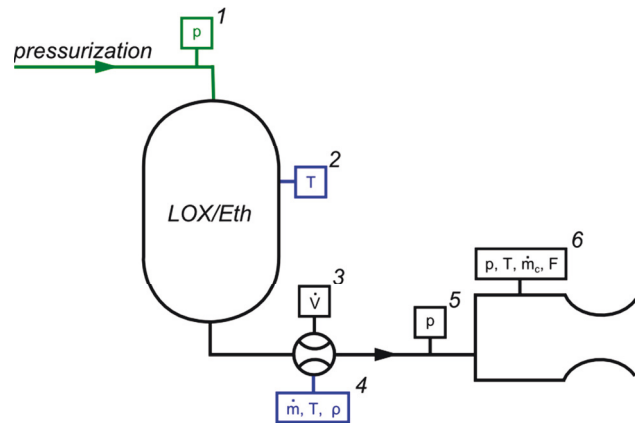 1
p
pressurization
2
T
LOX/Eth
6
p, T, ṁc, F
3
V̇
5
p
4
ṁ, T, ρ